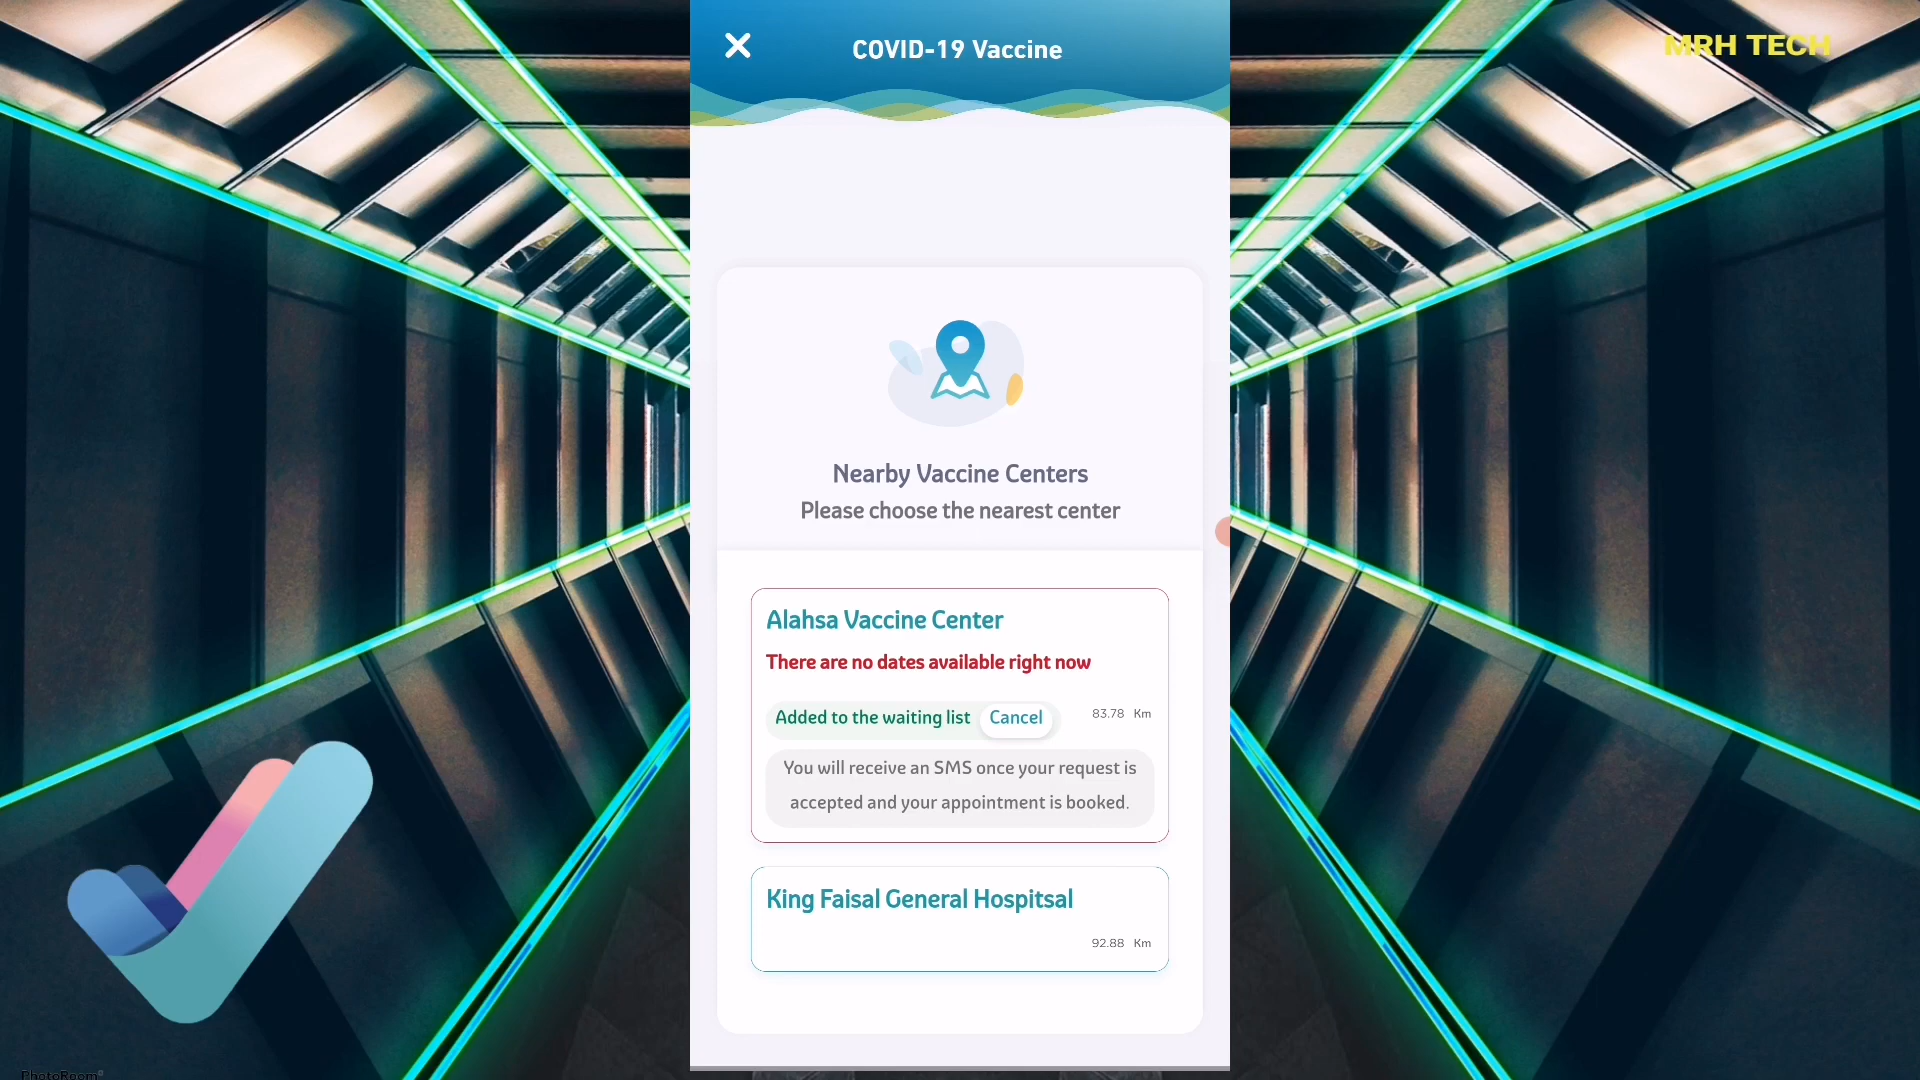 COVID-19 Vaccine
MRH TECH
Nearby Vaccine Centers
Please choose the nearest center
Alahsa Vaccine Center
There are no dates available right now
Added to the waiting list Cancel 83.78 Km
You will receive an SMS once your request is
accepted and your appointment is booked.
King Faisal General Hospitsal
92.88 Km
PhotoRoom